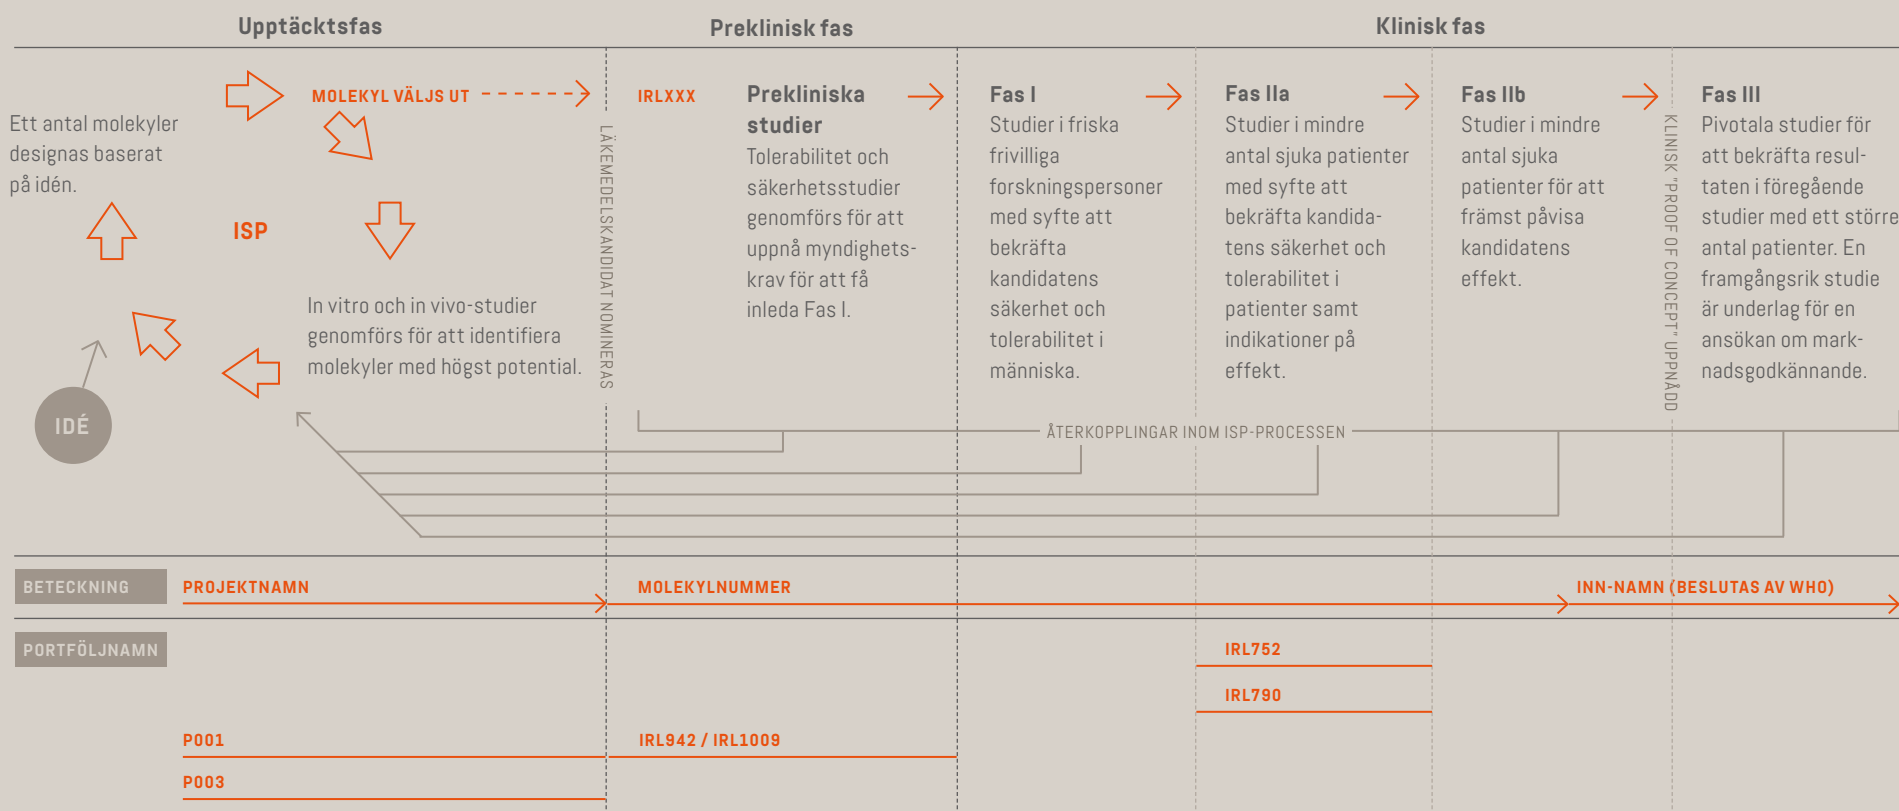 Upptäcktsfas
Preklinisk fas
Klinisk fas
Ett antal molekyler
designas baserat
på idén.
MOLEKYL VÄLJS UT
ISP
In vitro och in vivo-studier
genomförs för att identifiera
molekyler med högst potential.
IDÉ
LÄKEMEDELSKANDIDAT NOMINERAS
IRLXXX
Prekliniska
studier
Tolerabilitet och
säkerhetsstudier
genomförs för att
uppnå myndighets-
krav för att få
inleda Fas I.
Fas I
Studier i friska
frivilliga
forskningspersoner
med syfte att
bekräfta
kandidatens
säkerhet och
tolerabilitet i
människa.
Fas IIa
Studier i mindre
antal sjuka patienter
med syfte att
bekräfta kandida-
tens säkerhet och
tolerabilitet i
patienter samt
indikationer på
effekt.
Fas IIb
Studier i mindre
antal sjuka
patienter för att
främst påvisa
kandidatens
effekt.
KLINISK "PROOF OF CONCEPT" UPPNÅDD
Fas III
Pivotala studier för
att bekräfta resul-
taten i föregående
studier med ett större
antal patienter. En
framgångsrik studie
är underlag för en
ansökan om mark-
nadsgodkännande.
ÅTERKOPPLINGAR INOM ISP-PROCESSEN
BETECKNING
PROJEKTNAMN
MOLEKYLNUMMER
INN-NAMN (BESLUTAS AV WHO)
PORTFÖLJNAMN
IRL752
IRL790
P001
IRL942 / IRL1009
P003